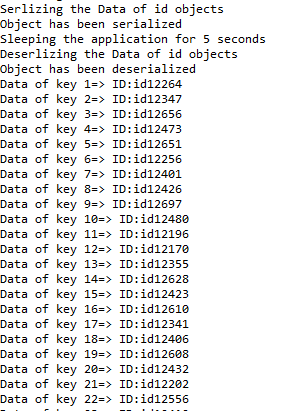 Serlizing the Data of id objects
Object has been serialized
Sleeping the application for 5 seconds
Deserlizing the Data of id objects
Object has been deserialized
Data of key 1=> ID:id12264
Data of key 2=> ID:id12347
Data of key 3=> ID:id12656
Data of key 4=> ID:id12473
Data of key 5=> ID:id12651
Data of key 6=> ID:id12256
Data of key 7=> ID:id12401
Data of key 8=> ID:id12426
Data of key 9=> ID:id12697
Data of key 10=> ID:id12480
Data of key 11=> ID:id12196
Data of key 12=> ID:id12170
Data of key 13=> ID:id12355
Data of key 14=> ID:id12628
Data of key 15=> ID:id12423
Data of key 16=> ID:id12610
Data of key 17=> ID:id12341
Data of key 18=> ID:id12406
Data of key 19=> ID:id12608
Data of key 20=> ID:id12432
Data of key 21=> ID:id12202
Data of key 22=> ID:id12556